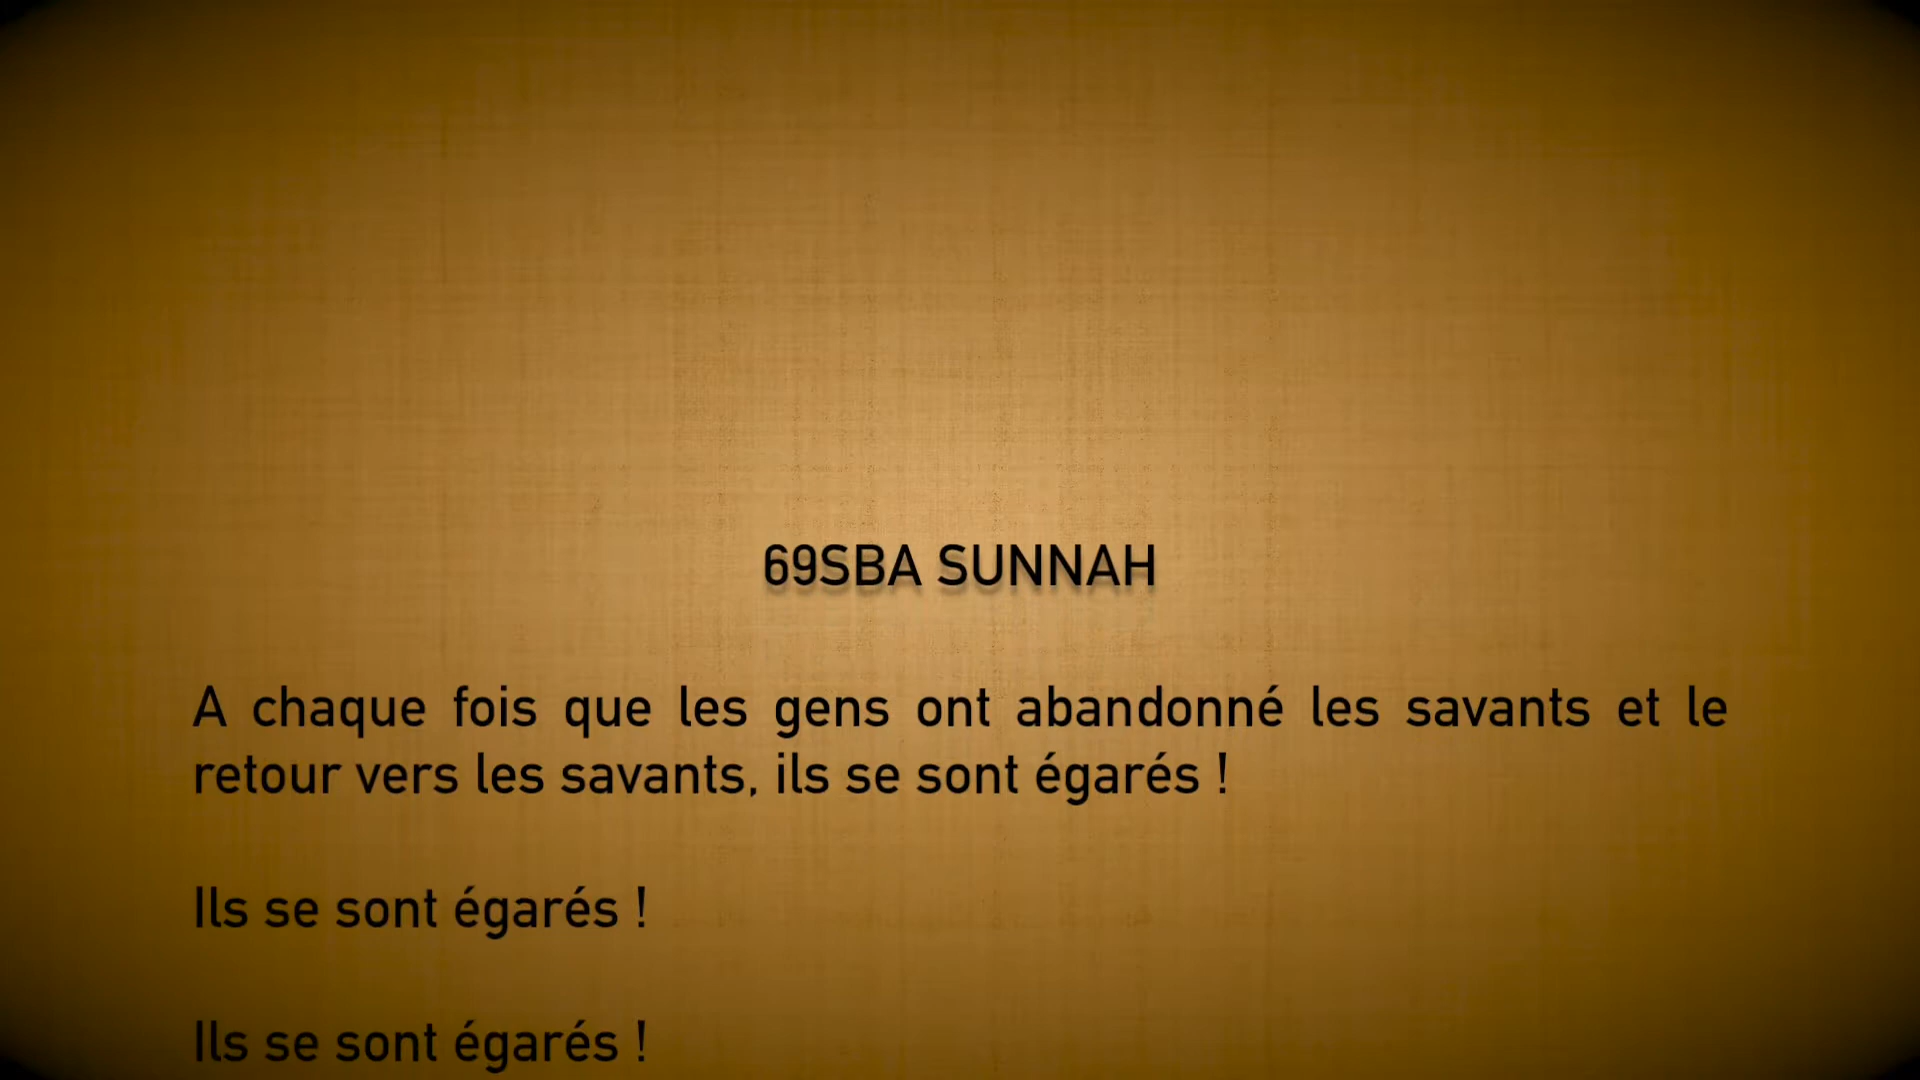 69SBA SUNNAH
A chaque fois que les gens ont abandonné les savants et le
retour vers les savants, ils se sont égarés !
Ils se sont égarés !
Ils se sont égarés !